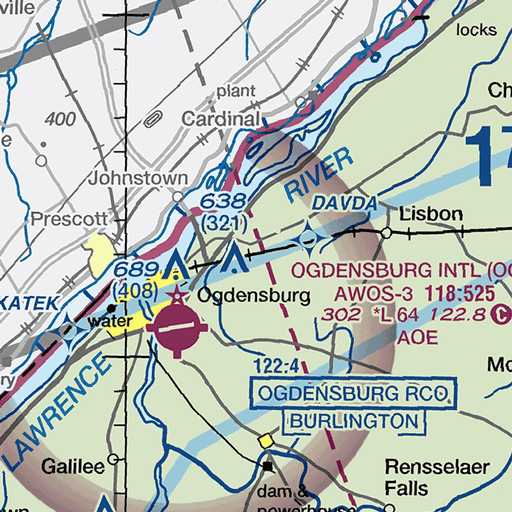 ville
locks
plant
Ch
400
Cardinal
17
RIVER
Johnstown
638
(321)
DAVDA
Prescott
Lisbon
689
(408)
OGDENSBURG INTL (OG
KATEK
Ogdensburg
AWOS-3 118.525
water
302 *L 64 122.8 C
AOE
LAWRENCE
122.4
OGDENSBURG RCO
BURLINGTON
Galilee
Rensselaer
Falls
dam &
powerhouse